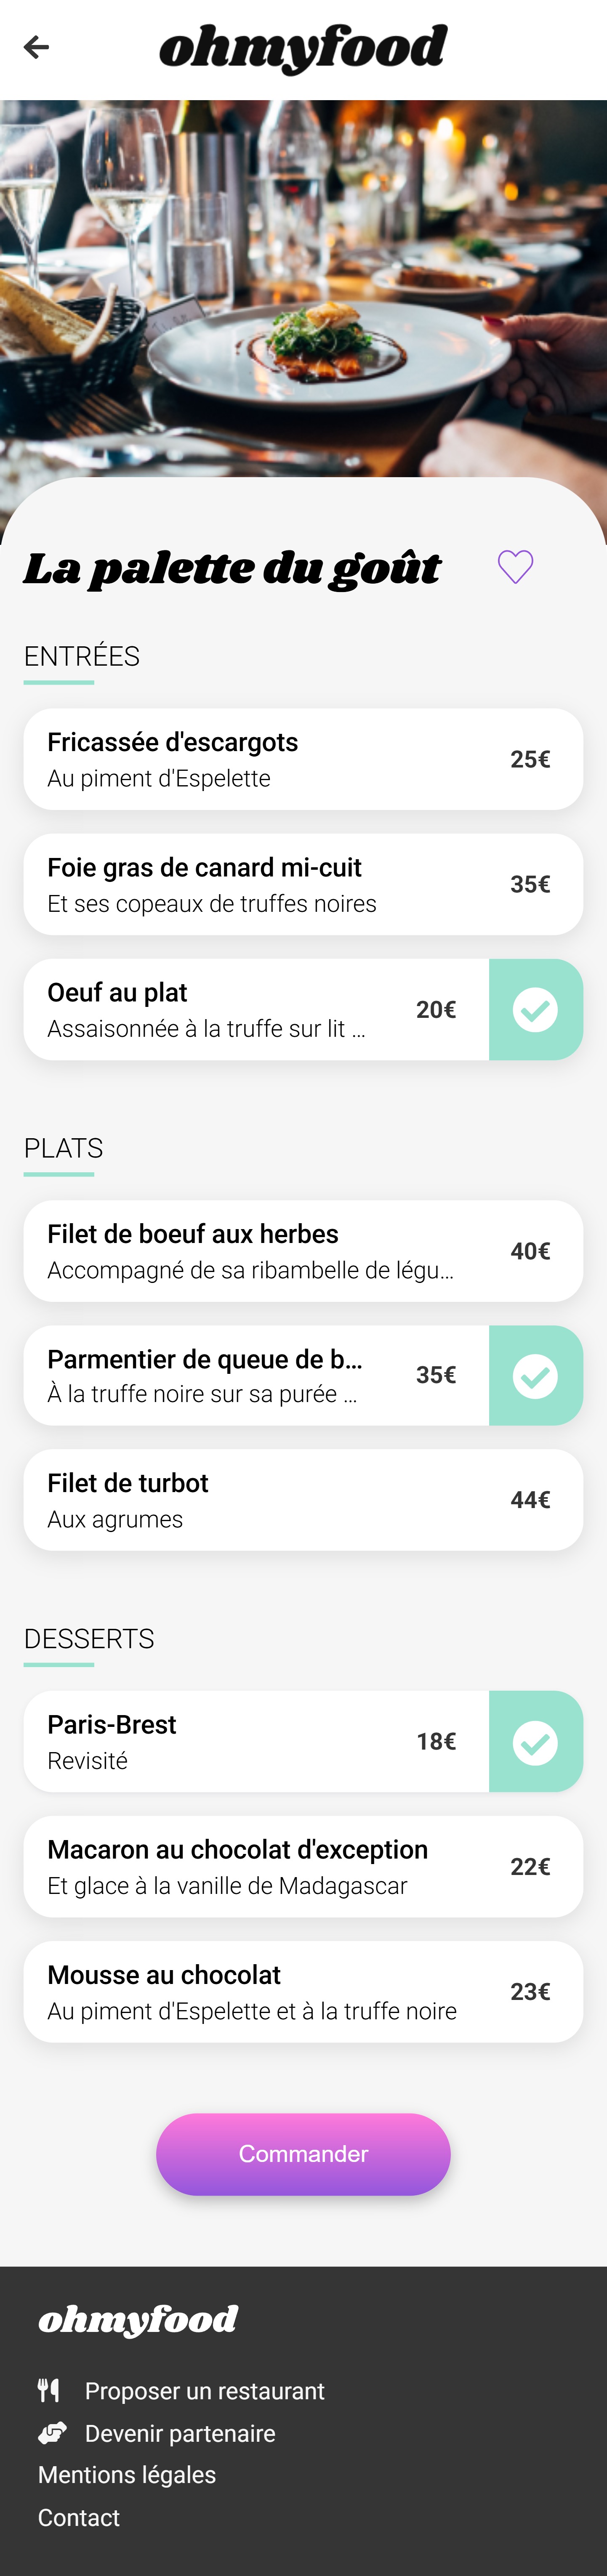 ohmyfood
La palette du goût
ENTRÉES
Fricassée d'escargots
Au piment d'Espelette
25€
Foie gras de canard mi-cuit
Et ses copeaux de truffes noires
35€
Oeuf au plat
Assaisonnée à la truffe sur lit ...
20€
PLATS
Filet de boeuf aux herbes
Accompagné de sa ribambelle de légu...
40€
Parmentier de queue de b...
À la truffe noire sur sa purée ...
35€
Filet de turbot
Aux agrumes
44€
DESSERTS
Paris-Brest
Revisité
18€
Macaron au chocolat d'exception
Et glace à la vanille de Madagascar
22€
Mousse au chocolat
Au piment d'Espelette et à la truffe noire
23€
Commander
ohmyfood
Proposer un restaurant
Devenir partenaire
Mentions légales
Contact